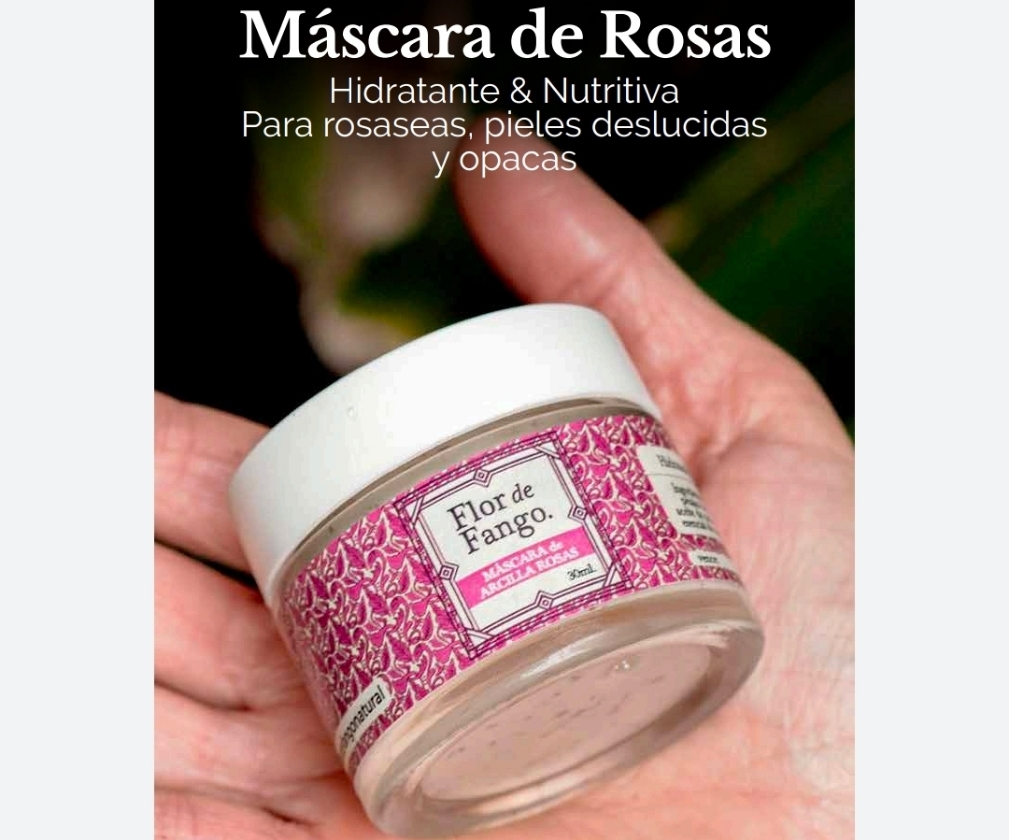 Máscara de Rosas
Hidratante & Nutritiva
Para rosaseas, pieles deslucidas
y opacas
Flor de
Fango.
MÁSCARA de
ARCILLA ROSAS
30ml.